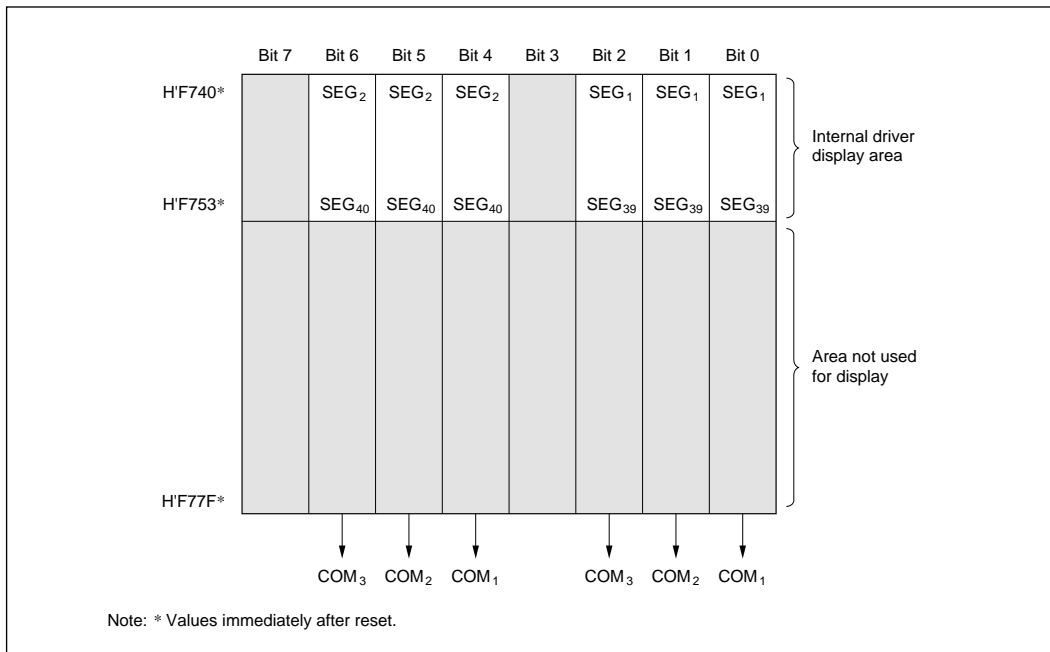 Bit 7 Bit 6 Bit 5 Bit 4 Bit 3 Bit 2 Bit 1 Bit 0
H'F740* SEG₂ SEG₂ SEG₂ SEG₁ SEG₁ SEG₁
Internal driver
display area
H'F753* SEG₄₀ SEG₄₀ SEG₄₀ SEG₃₉ SEG₃₉ SEG₃₉
Area not used
for display
H'F77F*
COM₃ COM₂ COM₁ COM₃ COM₂ COM₁
Note: * Values immediately after reset.